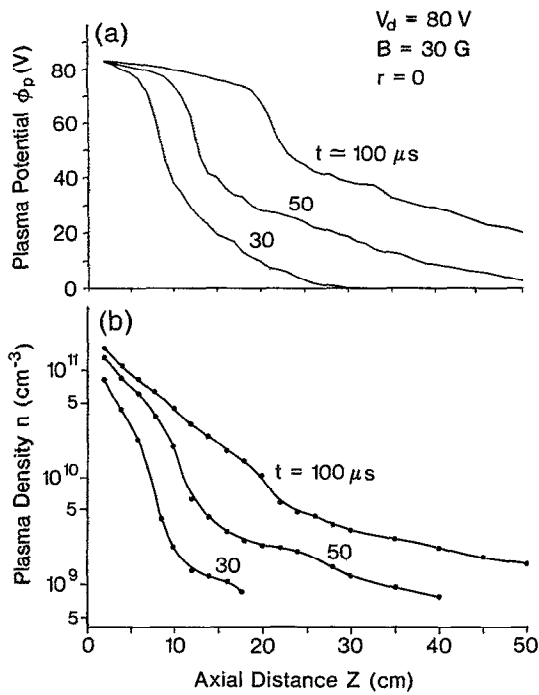 (a)
V_d = 80 V
B = 30 G
r = 0
Plasma Potential ϕ_p (V)
80
60
40
20
0
t ≃ 100 μs
50
30
(b)
Plasma Density n (cm⁻³)
10¹¹
5
10¹⁰
5
10⁹
5
t = 100 μs
50
30
0 10 20 30 40 50
Axial Distance Z (cm)